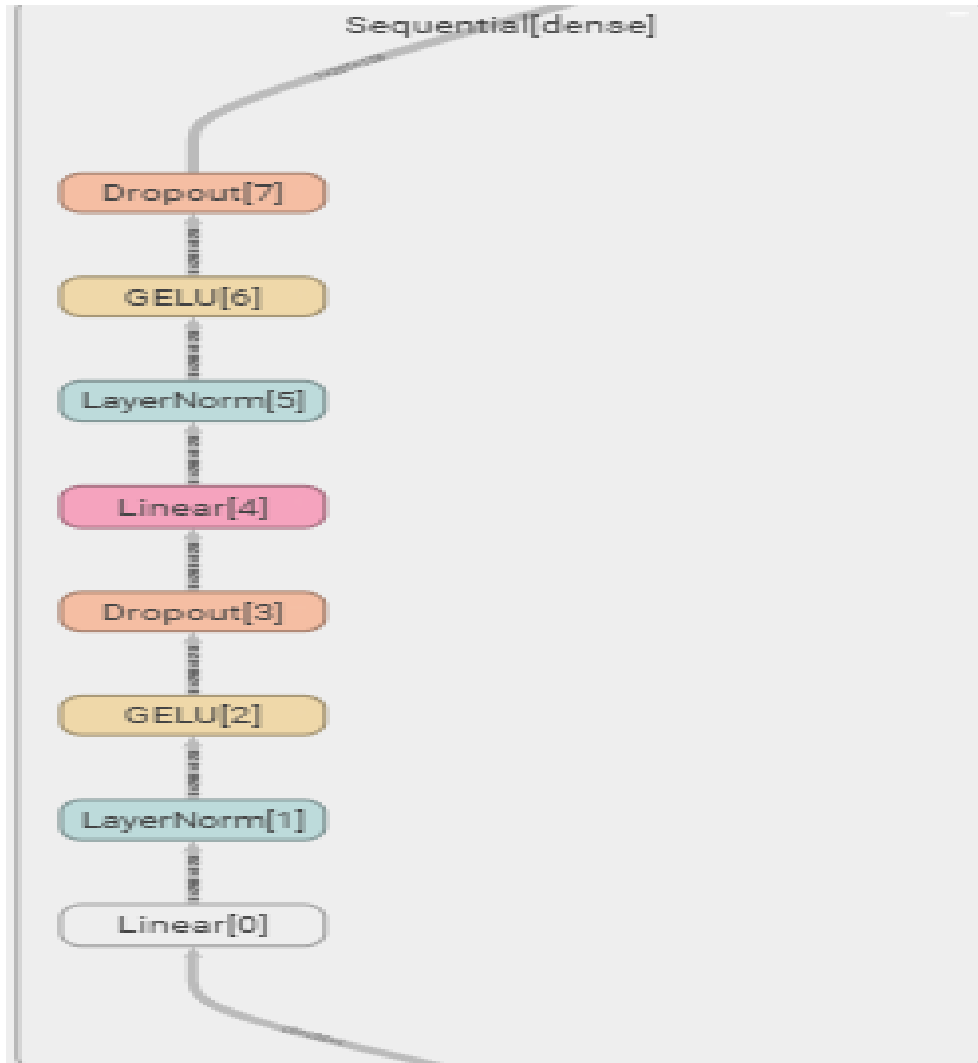 Sequential[dense]
Dropout[7]
GELU[6]
LayerNorm[5]
Linear[4]
Dropout[3]
GELU[2]
LayerNorm[1]
Linear[0]